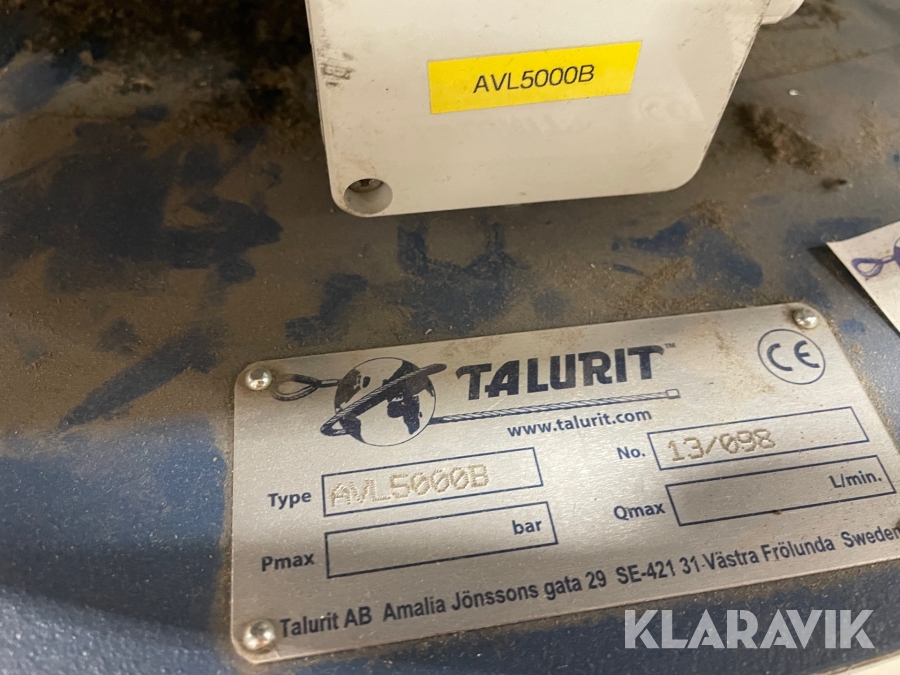 AVL5000B
TALURIT™
CE
www.talurit.com
Type AVL5000B
No. 13/098
Pmax bar
Qmax L/min.
Talurit AB Amalia Jönssons gata 29 SE-421 31 Västra Frölunda Sweden
KLARAVIK